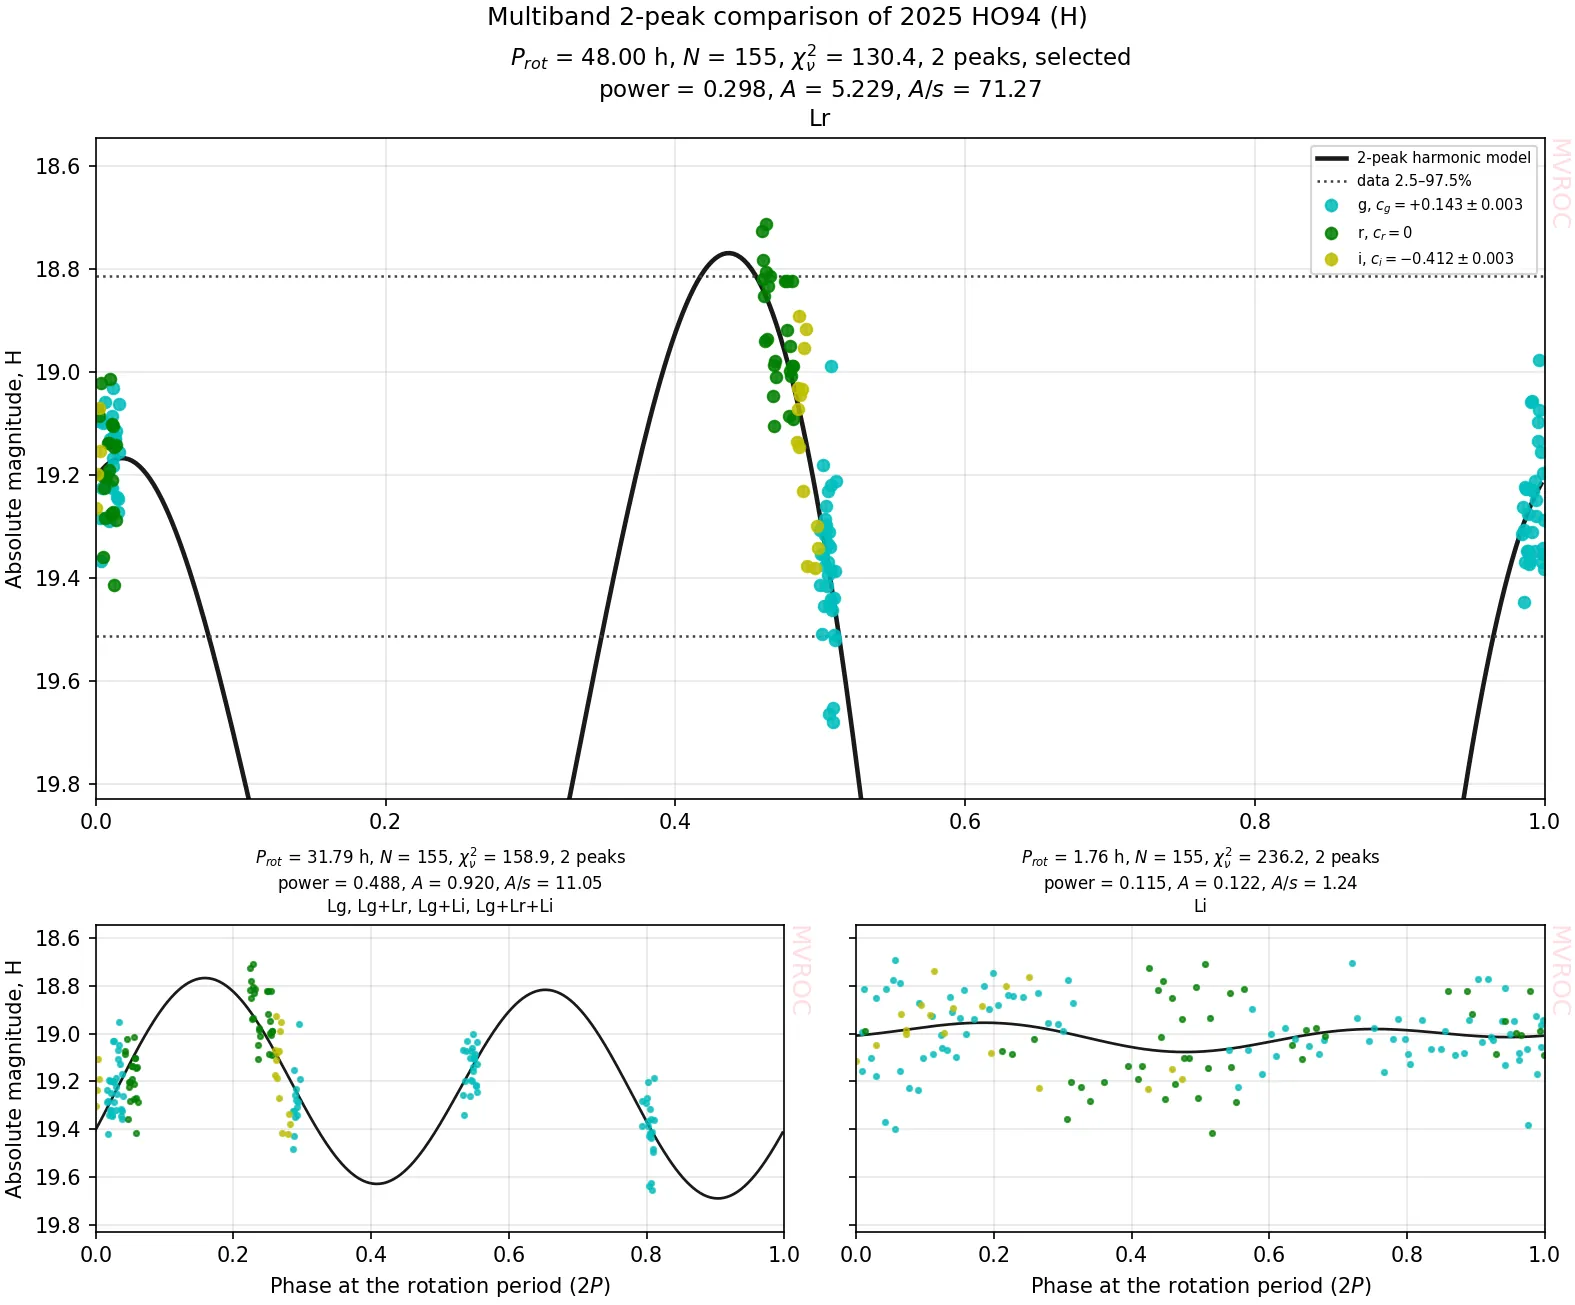 Multiband 2-peak comparison of 2025 HO94 (H)
P_rot = 48.00 h, N = 155, χ²_ν = 130.4, 2 peaks, selected
power = 0.298, A = 5.229, A/s = 71.27
Lr
MVROC
2-peak harmonic model
data 2.5–97.5%
g, c_g = +0.143 ± 0.003
r, c_r = 0
i, c_i = −0.412 ± 0.003
Absolute magnitude, H
18.6
18.8
19.0
19.2
19.4
19.6
19.8
0.0 0.2 0.4 0.6 0.8 1.0
P_rot = 31.79 h, N = 155, χ²_ν = 158.9, 2 peaks
power = 0.488, A = 0.920, A/s = 11.05
Lg, Lg+Lr, Lg+Li, Lg+Lr+Li
MVROC
Absolute magnitude, H
18.6
18.8
19.0
19.2
19.4
19.6
19.8
0.0 0.2 0.4 0.6 0.8 1.0
Phase at the rotation period (2P)
P_rot = 1.76 h, N = 155, χ²_ν = 236.2, 2 peaks
power = 0.115, A = 0.122, A/s = 1.24
Li
MVROC
0.0 0.2 0.4 0.6 0.8 1.0
Phase at the rotation period (2P)